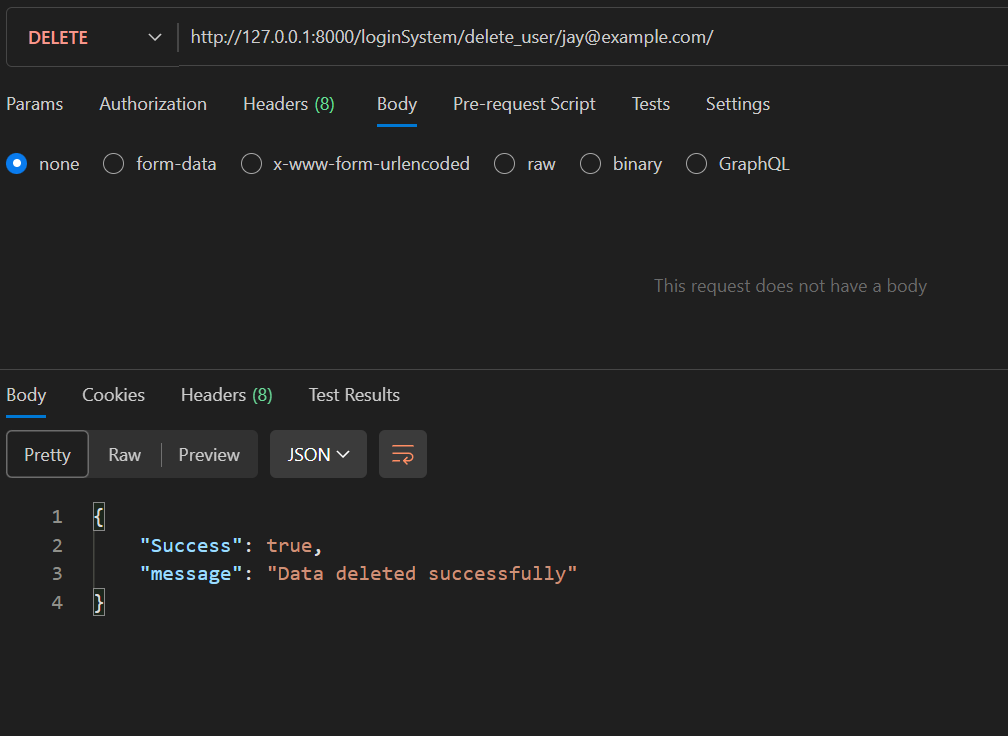 DELETE http://127.0.0.1:8000/loginSystem/delete_user/jay@example.com/
Params Authorization Headers (8) Body Pre-request Script Tests Settings
none form-data x-www-form-urlencoded raw binary GraphQL
This request does not have a body
Body Cookies Headers (8) Test Results
Pretty Raw Preview JSON
1 {
2 "Success": true,
3 "message": "Data deleted successfully"
4 }